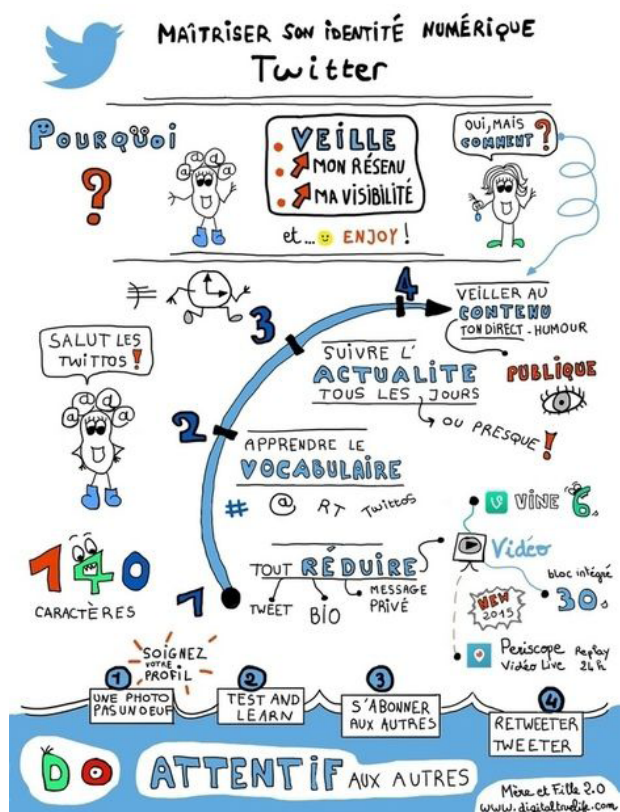 MAÎTRISER SON IDENTITÉ NUMÉRIQUE
Twitter
POURQUOI
?
@ @ @ @
VEILLE
MON RÉSEAU
MA VISIBILITÉ
et... ENJOY !
OUI, MAIS
COMMENT ?
4
VEILLER AU
CONTENU
TON DIRECT - HUMOUR
PUBLIQUE
3
SUIVRE L'
ACTUALITE
TOUS LES JOURS
OU PRESQUE !
SALUT LES
TWITTOS !
@ @ @ @
2
APPRENDRE LE
VOCABULAIRE
# @ RT Twittos
VINE 6s
Vidéo
bloc intégré
30s
NEW
2015
Periscope Replay
Vidéo Live 24h
140
CARACTÈRES
1
TOUT RÉDUIRE
TWEET
BIO
MESSAGE
PRIVÉ
SOIGNEZ
VOTRE
PROFIL
1
UNE PHOTO
PAS UN OEUF
2
TEST AND
LEARN
3
S'ABONNER
AUX AUTRES
4
RETWEETER
TWEETER
DO
ATTENTIF AUX AUTRES
Mère et Fille 2.0
www.digitaltruelife.com